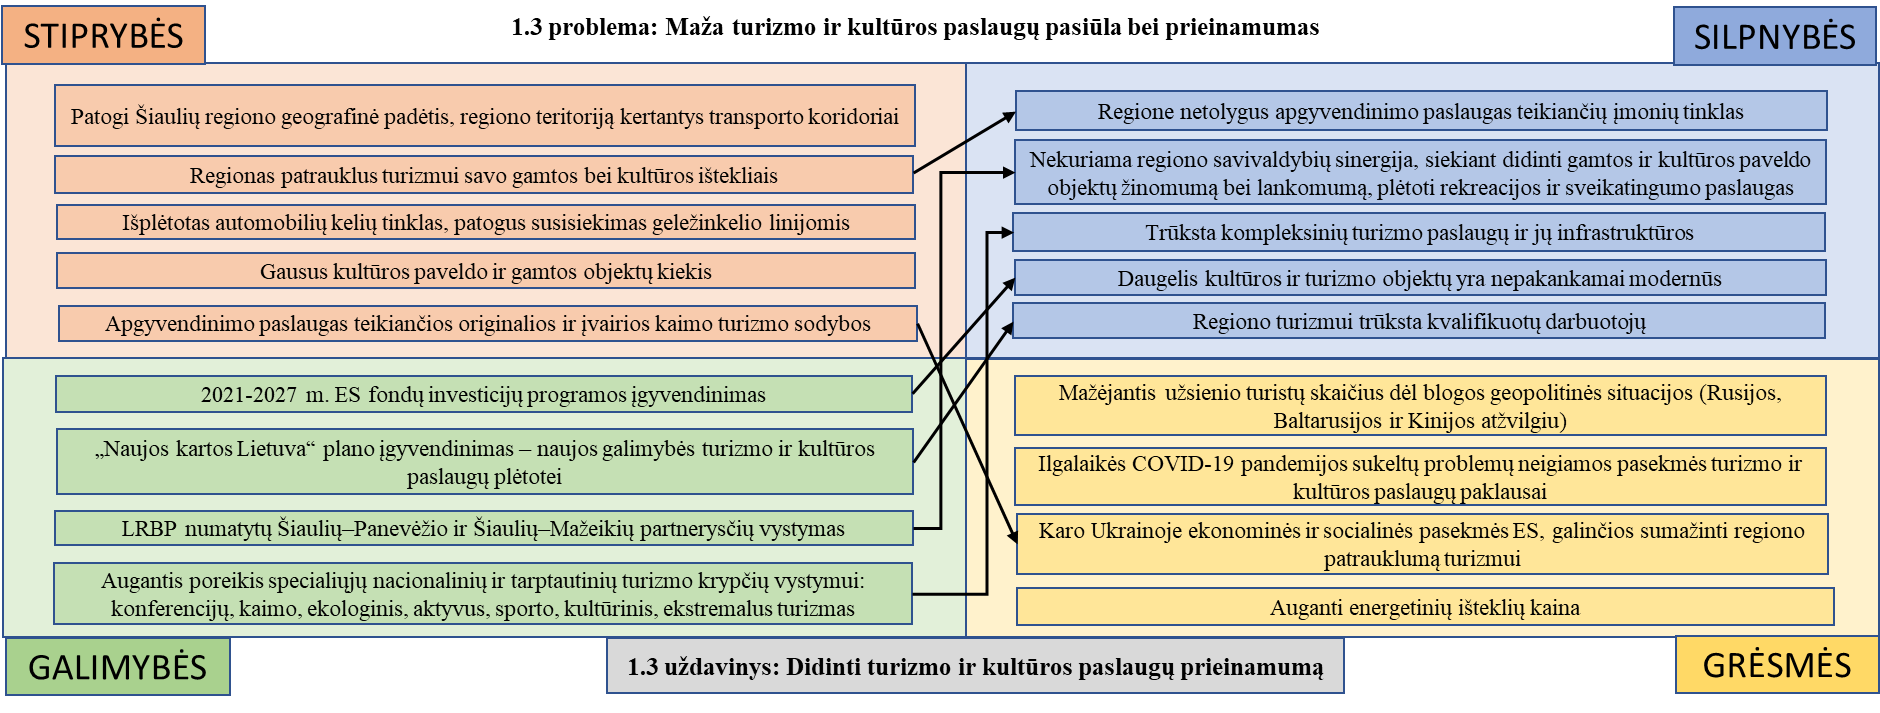 STIPRYBĖS
1.3 problema: Maža turizmo ir kultūros paslaugų pasiūla bei prieinamumas
SILPNYBĖS
Patogi Šiaulių regiono geografinė padėtis, regiono teritoriją kertantys transporto koridoriai
Regionas patrauklus turizmui savo gamtos bei kultūros ištekliais
Išplėtotas automobilių kelių tinklas, patogus susisiekimas geležinkelio linijomis
Gausus kultūros paveldo ir gamtos objektų kiekis
Apgyvendinimo paslaugas teikiančios originalios ir įvairios kaimo turizmo sodybos
Regione netolygus apgyvendinimo paslaugas teikiančių įmonių tinklas
Nekuriama regiono savivaldybių sinergija, siekiant didinti gamtos ir kultūros paveldo
objektų žinomumą bei lankomumą, plėtoti rekreacijos ir sveikatingumo paslaugas
Trūksta kompleksinių turizmo paslaugų ir jų infrastruktūros
Daugelis kultūros ir turizmo objektų yra nepakankamai modernūs
Regiono turizmui trūksta kvalifikuotų darbuotojų
2021-2027 m. ES fondų investicijų programos įgyvendinimas
„Naujos kartos Lietuva“ plano įgyvendinimas – naujos galimybės turizmo ir kultūros
paslaugų plėtotei
LRBP numatytų Šiaulių–Panevėžio ir Šiaulių–Mažeikių partnerysčių vystymas
Augantis poreikis specialiųjų nacionalinių ir tarptautinių turizmo krypčių vystymui:
konferencijų, kaimo, ekologinis, aktyvus, sporto, kultūrinis, ekstremalus turizmas
Mažėjantis užsienio turistų skaičius dėl blogos geopolitinės situacijos (Rusijos,
Baltarusijos ir Kinijos atžvilgiu)
Ilgalaikės COVID-19 pandemijos sukeltų problemų neigiamos pasekmės turizmo ir
kultūros paslaugų paklausai
Karo Ukrainoje ekonominės ir socialinės pasekmės ES, galinčios sumažinti regiono
patrauklumą turizmui
Auganti energetinių išteklių kaina
GALIMYBĖS
1.3 uždavinys: Didinti turizmo ir kultūros paslaugų prieinamumą
GRĖSMĖS